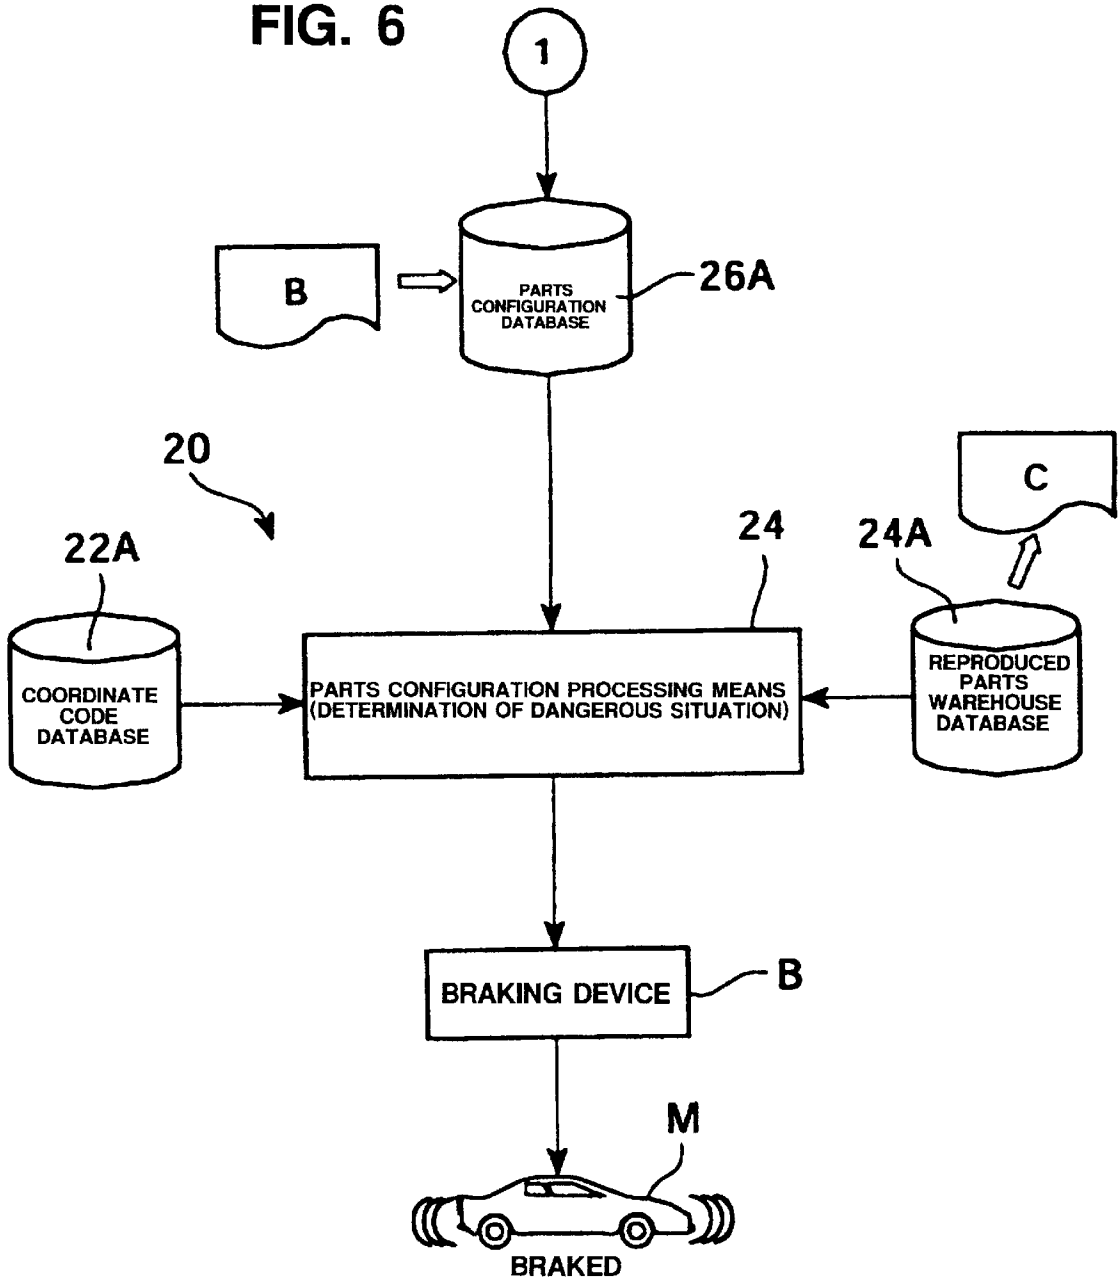 FIG. 6
1
B
PARTS
CONFIGURATION
DATABASE
26A
20
C
22A
24
24A
COORDINATE
CODE
DATABASE
PARTS CONFIGURATION PROCESSING MEANS
(DETERMINATION OF DANGEROUS SITUATION)
REPRODUCED
PARTS
WAREHOUSE
DATABASE
BRAKING DEVICE
B
M
BRAKED